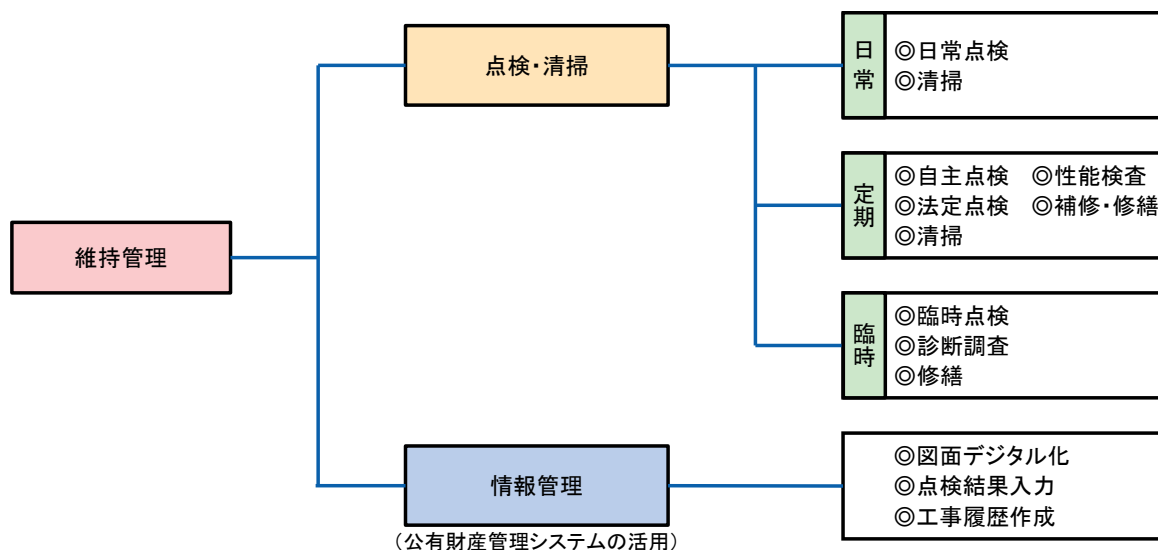 維持管理
点検・清掃
日常
◎日常点検
◎清掃
定期
◎自主点検　◎性能検査
◎法定点検　◎補修・修繕
◎清掃
臨時
◎臨時点検
◎診断調査
◎修繕
情報管理
（公有財産管理システムの活用）
◎図面デジタル化
◎点検結果入力
◎工事履歴作成